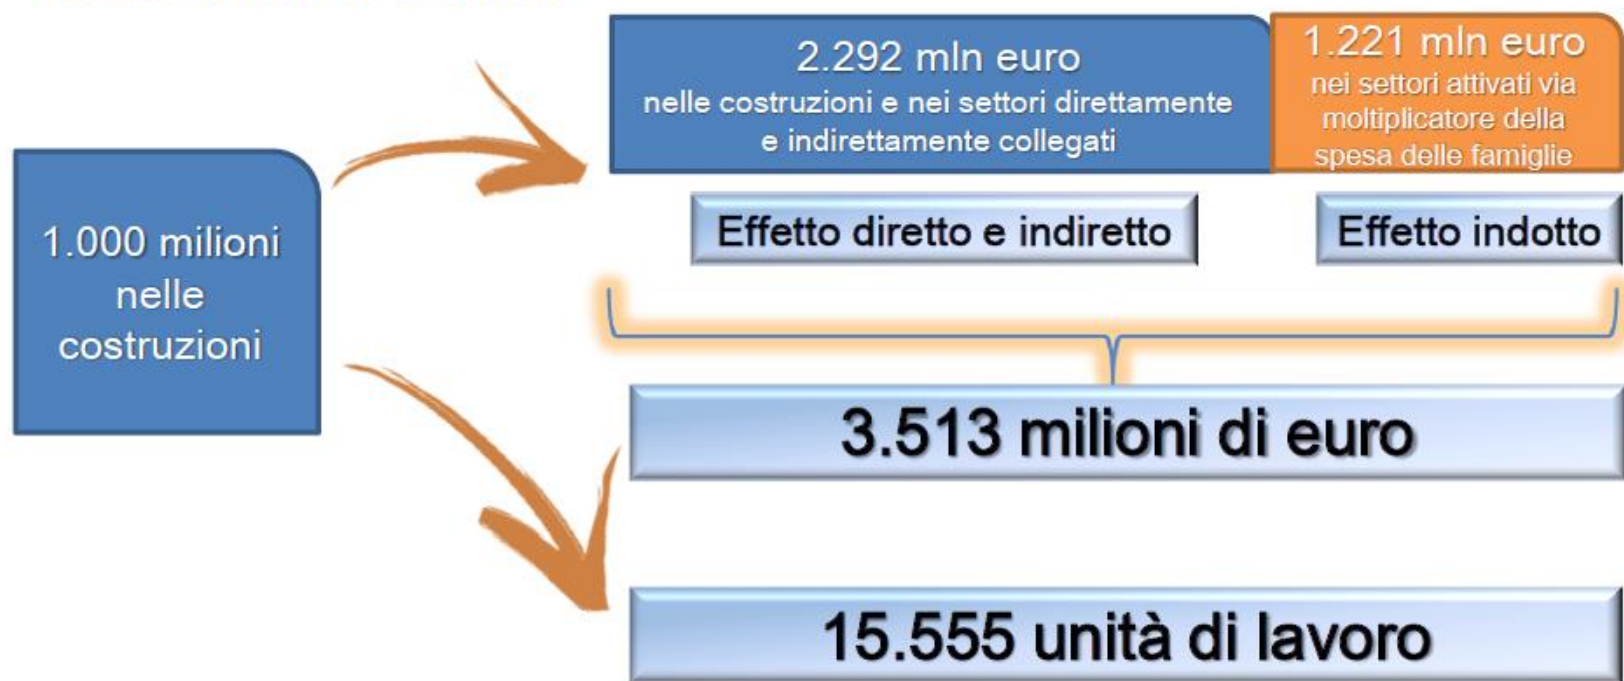 1.000 milioni
nelle
costruzioni
2.292 mln euro
nelle costruzioni e nei settori direttamente
e indirettamente collegati
1.221 mln euro
nei settori attivati via
moltiplicatore della
spesa delle famiglie
Effetto diretto e indiretto
Effetto indotto
3.513 milioni di euro
15.555 unità di lavoro